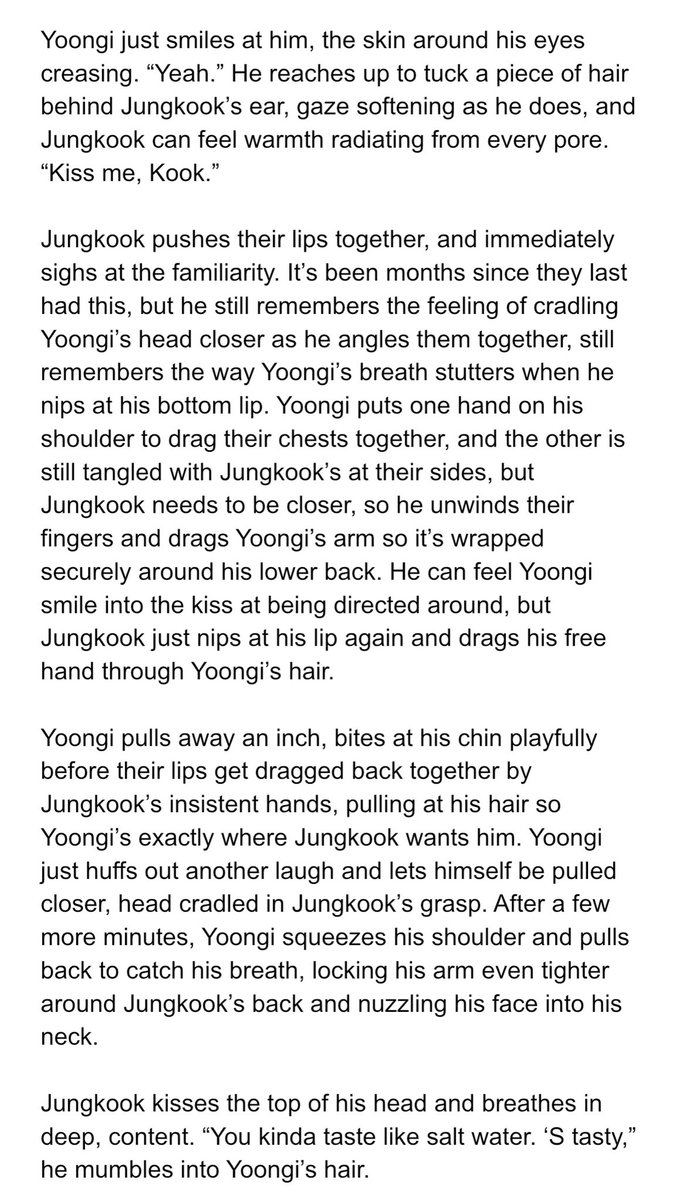 Yoongi just smiles at him, the skin around his eyes
creasing. “Yeah.” He reaches up to tuck a piece of hair
behind Jungkook’s ear, gaze softening as he does, and
Jungkook can feel warmth radiating from every pore.
“Kiss me, Kook.”
Jungkook pushes their lips together, and immediately
sighs at the familiarity. It’s been months since they last
had this, but he still remembers the feeling of cradling
Yoongi’s head closer as he angles them together, still
remembers the way Yoongi’s breath stutters when he
nips at his bottom lip. Yoongi puts one hand on his
shoulder to drag their chests together, and the other is
still tangled with Jungkook’s at their sides, but
Jungkook needs to be closer, so he unwinds their
fingers and drags Yoongi’s arm so it’s wrapped
securely around his lower back. He can feel Yoongi
smile into the kiss at being directed around, but
Jungkook just nips at his lip again and drags his free
hand through Yoongi’s hair.
Yoongi pulls away an inch, bites at his chin playfully
before their lips get dragged back together by
Jungkook’s insistent hands, pulling at his hair so
Yoongi’s exactly where Jungkook wants him. Yoongi
just huffs out another laugh and lets himself be pulled
closer, head cradled in Jungkook’s grasp. After a few
more minutes, Yoongi squeezes his shoulder and pulls
back to catch his breath, locking his arm even tighter
around Jungkook’s back and nuzzling his face into his
neck.
Jungkook kisses the top of his head and breathes in
deep, content. “You kinda taste like salt water. ‘S tasty,”
he mumbles into Yoongi’s hair.